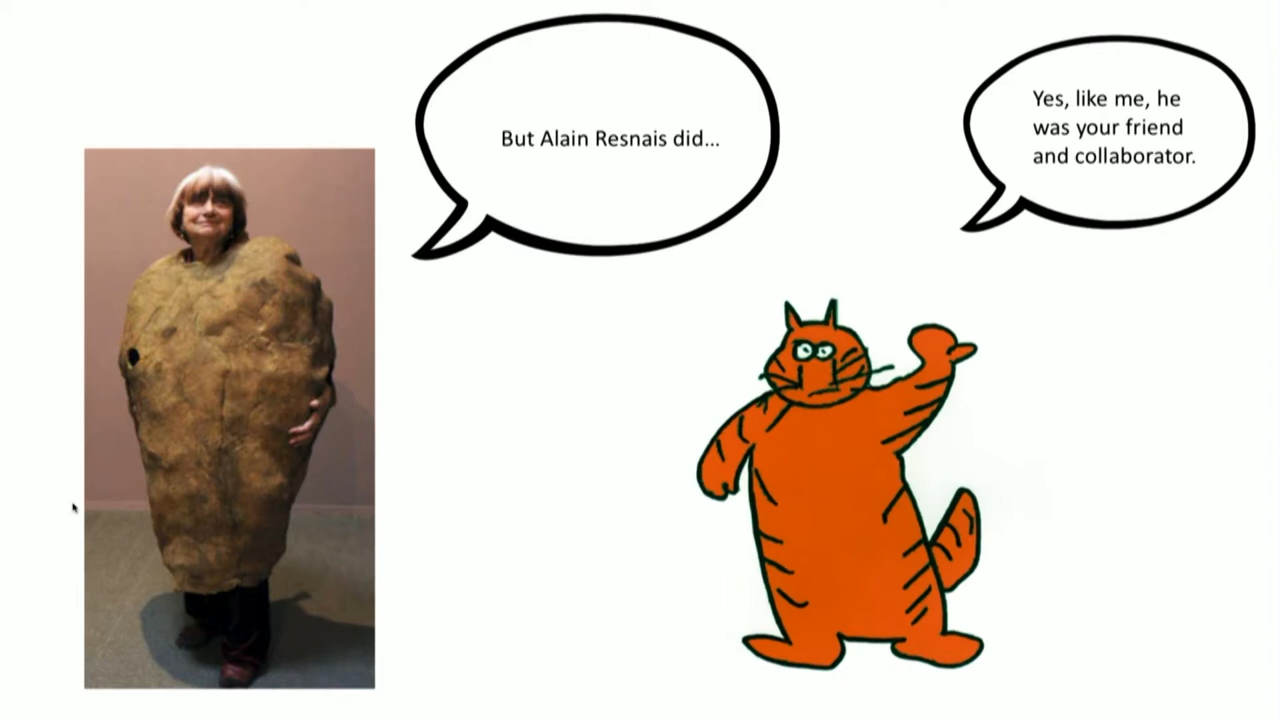 But Alain Resnais did...
Yes, like me, he
was your friend
and collaborator.